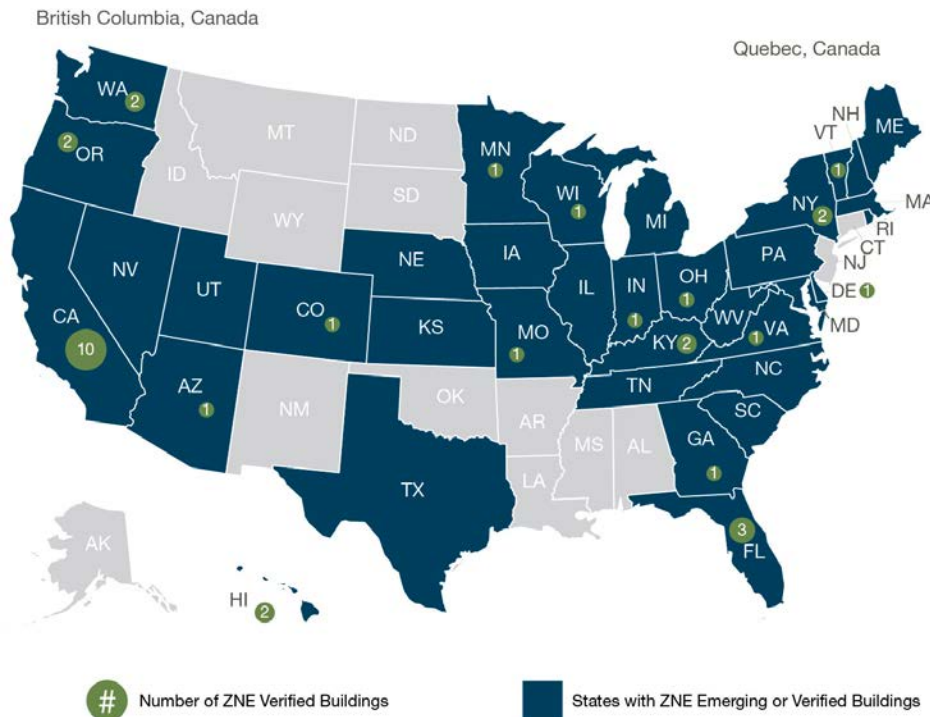 British Columbia, Canada
Quebec, Canada
NH
VT
ME
WA
2
MT
ND
MN
1
1
2
OR
ID
SD
WI
1
MI
NY
2
MA
RI
CT
WY
NJ
NE
IA
PA
NV
UT
CO
1
IL
IN
1
OH
1
DE
1
MD
CA
10
KS
MO
1
WV
VA
1
KY
2
NC
AZ
1
NM
OK
TN
AR
SC
MS
AL
GA
1
TX
LA
3
FL
AK
HI
2
# Number of ZNE Verified Buildings
States with ZNE Emerging or Verified Buildings